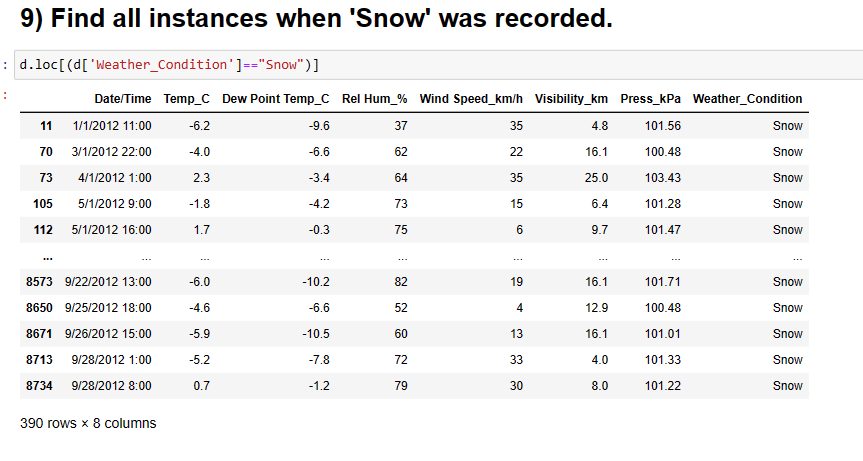 9) Find all instances when 'Snow' was recorded.
: d.loc[(d['Weather_Condition']=="Snow")]
:
Date/Time Temp_C Dew Point Temp_C Rel Hum_% Wind Speed_km/h Visibility_km Press_kPa Weather_Condition
11 1/1/2012 11:00 -6.2 -9.6 37 35 4.8 101.56 Snow
70 3/1/2012 22:00 -4.0 -6.6 62 22 16.1 100.48 Snow
73 4/1/2012 1:00 2.3 -3.4 64 35 25.0 103.43 Snow
105 5/1/2012 9:00 -1.8 -4.2 73 15 6.4 101.28 Snow
112 5/1/2012 16:00 1.7 -0.3 75 6 9.7 101.47 Snow
... ... ... ... ... ... ... ... ...
8573 9/22/2012 13:00 -6.0 -10.2 82 19 16.1 101.71 Snow
8650 9/25/2012 18:00 -4.6 -6.6 52 4 12.9 100.48 Snow
8671 9/26/2012 15:00 -5.9 -10.5 60 13 16.1 101.01 Snow
8713 9/28/2012 1:00 -5.2 -7.8 72 33 4.0 101.33 Snow
8734 9/28/2012 8:00 0.7 -1.2 79 30 8.0 101.22 Snow
390 rows × 8 columns